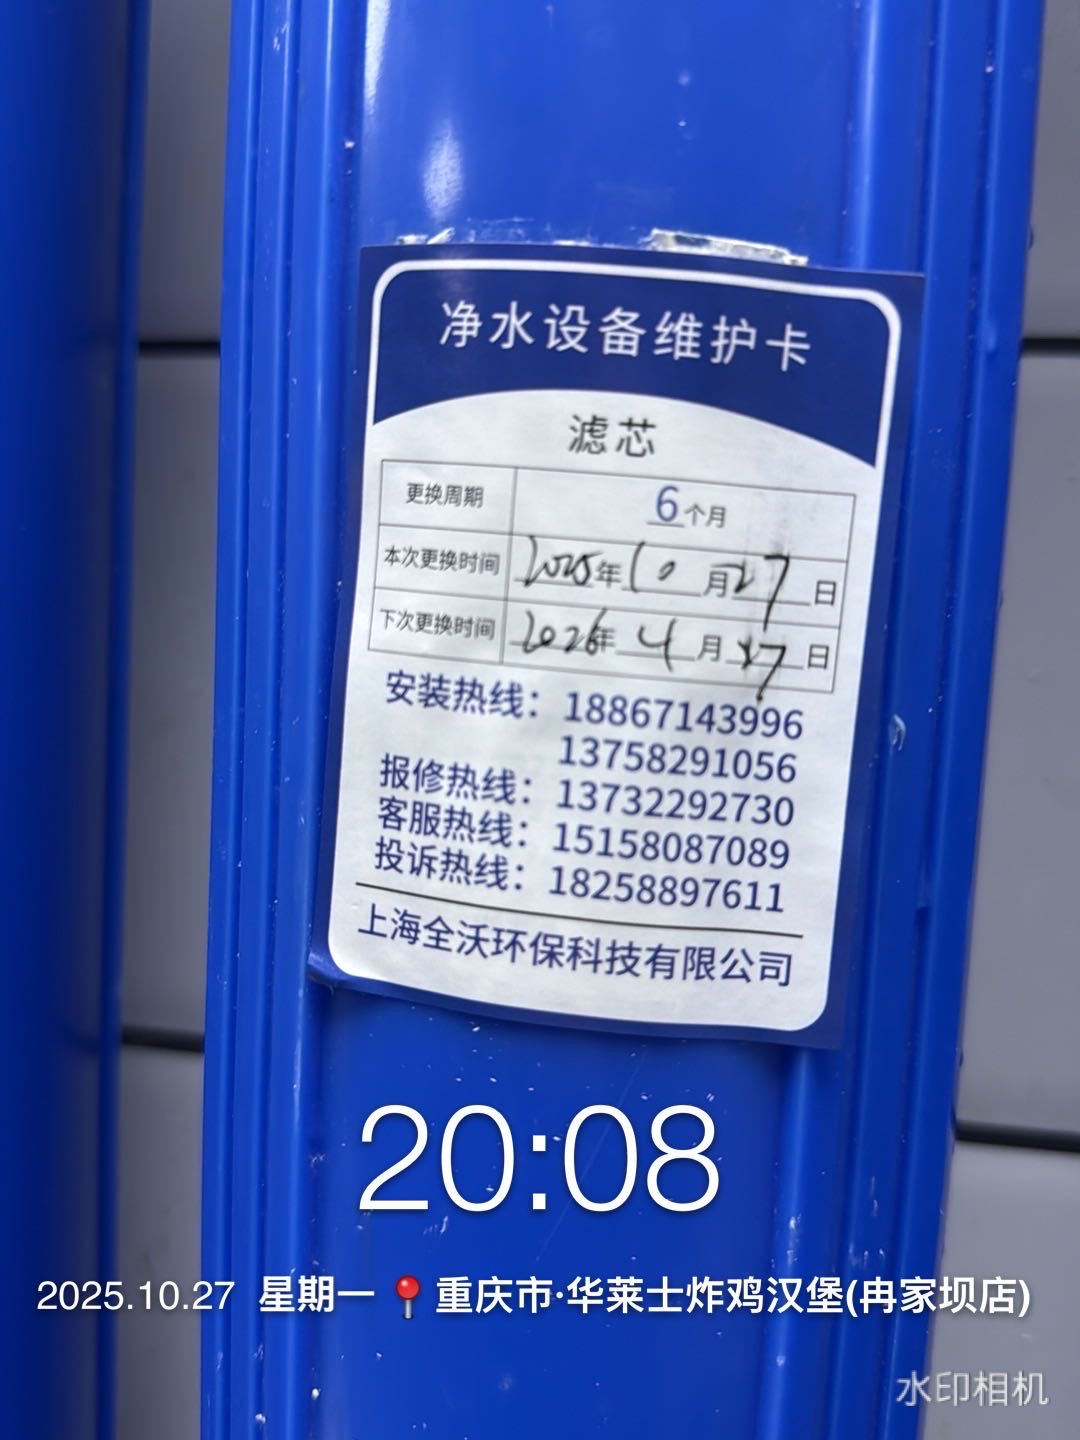 净水设备维护卡
滤芯
更换周期 6个月
本次更换时间 2025年10月27日
下次更换时间 2026年4月27日
安装热线：18867143996
13758291056
报修热线：13732292730
客服热线：15158087089
投诉热线：18258897611
上海全沃环保科技有限公司
20:08
2025.10.27 星期一 📍重庆市·华莱士炸鸡汉堡(冉家坝店)
水印相机